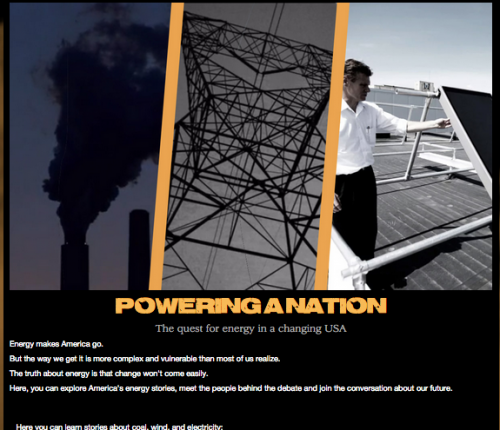 POWERING A NATION
The quest for energy in a changing USA
Energy makes America go.
But the way we get it is more complex and vulnerable than most of us realize.
The truth about energy is that change won't come easily.
Here, you can explore America's energy stories, meet the people behind the debate and join the conversation about our future.
Here you can learn stories about coal, wind, and electricity: